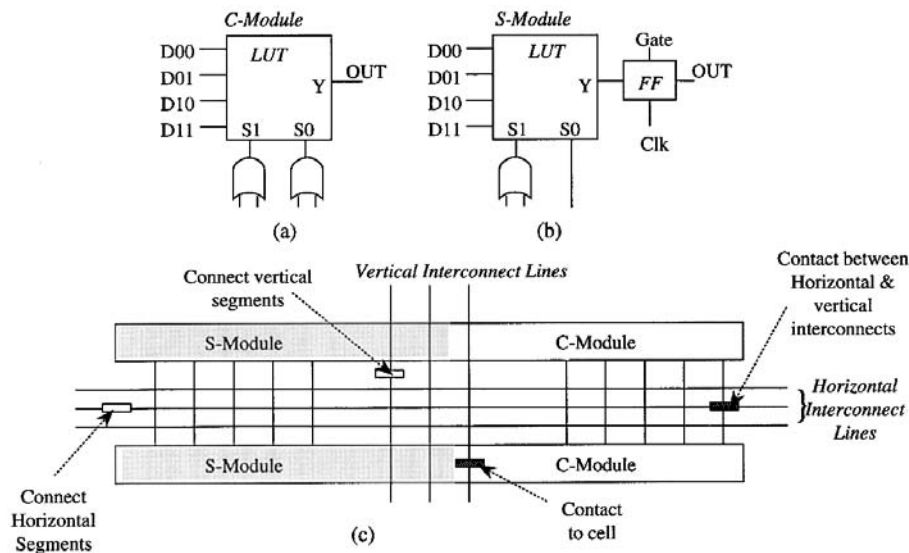 C-Module
D00
D01
D10
D11
LUT
Y
OUT
S1 S0
(a)
S-Module
D00
D01
D10
D11
LUT
Y
S1 S0
Gate
FF
OUT
Clk
(b)
Connect vertical
segments
Vertical Interconnect Lines
Contact between
Horizontal &
vertical
interconnects
S-Module
C-Module
Horizontal
Interconnect
Lines
S-Module
C-Module
Connect
Horizontal
Segments
Contact
to cell
(c)